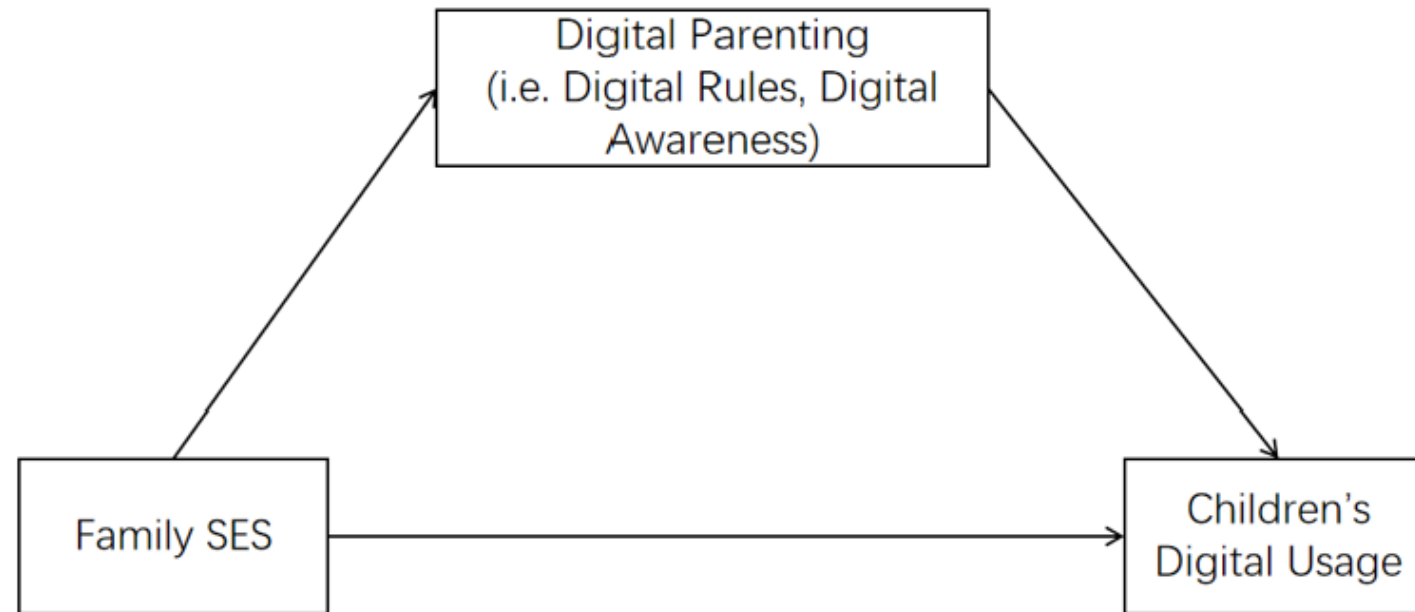 Digital Parenting
(i.e. Digital Rules, Digital
Awareness)
Family SES
Children's
Digital Usage